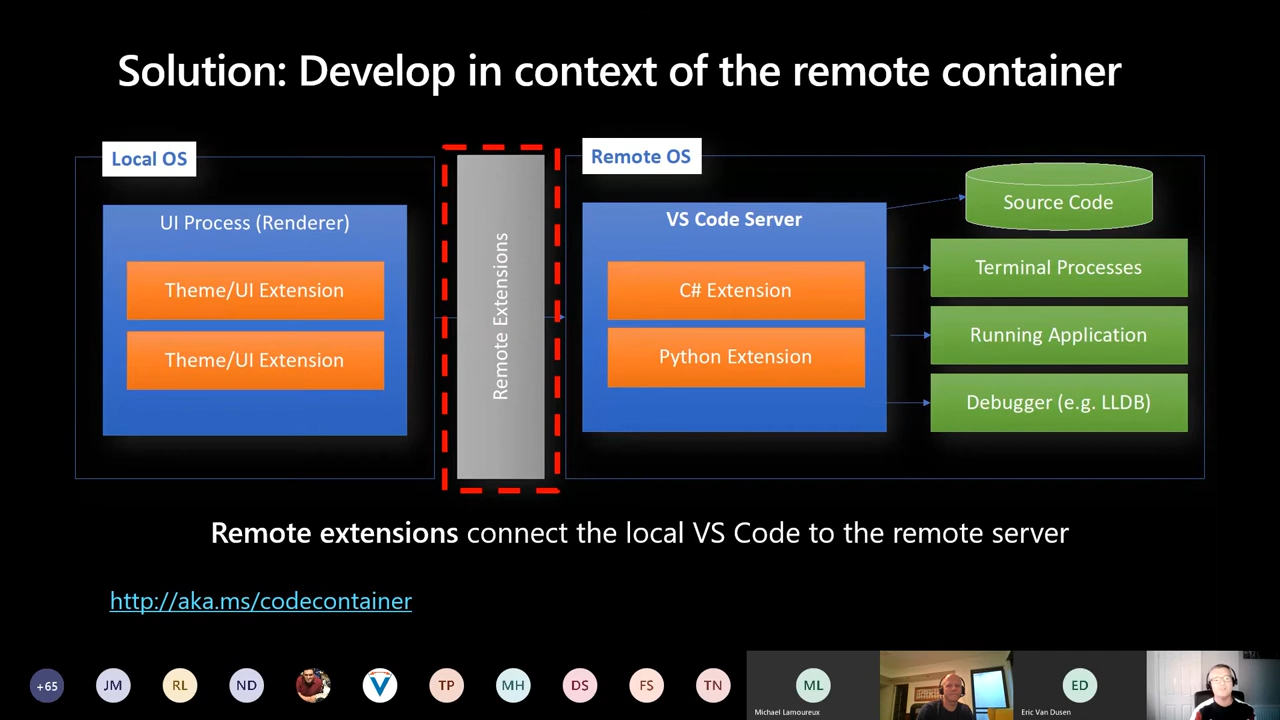 Solution: Develop in context of the remote container
Local OS
UI Process (Renderer)
Theme/UI Extension
Theme/UI Extension
Remote Extensions
Remote OS
VS Code Server
C# Extension
Python Extension
Source Code
Terminal Processes
Running Application
Debugger (e.g. LLDB)
Remote extensions connect the local VS Code to the remote server
http://aka.ms/codecontainer
+65
JM
RL
ND
TP
MH
DS
FS
TN
ML
Michael Lamoureux
ED
Eric Van Dusen